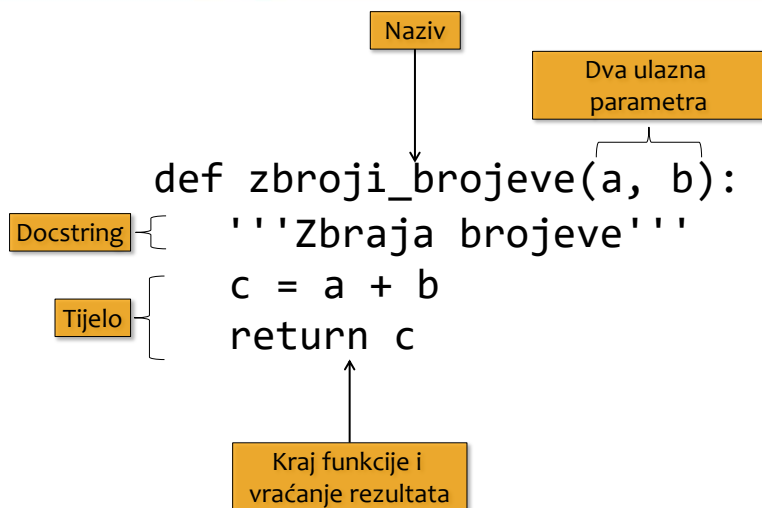 Naziv
Dva ulazna
parametra
def zbroji_brojeve(a, b):
Docstring
'''Zbraja brojeve'''
c = a + b
Tijelo
return c
Kraj funkcije i
vraćanje rezultata